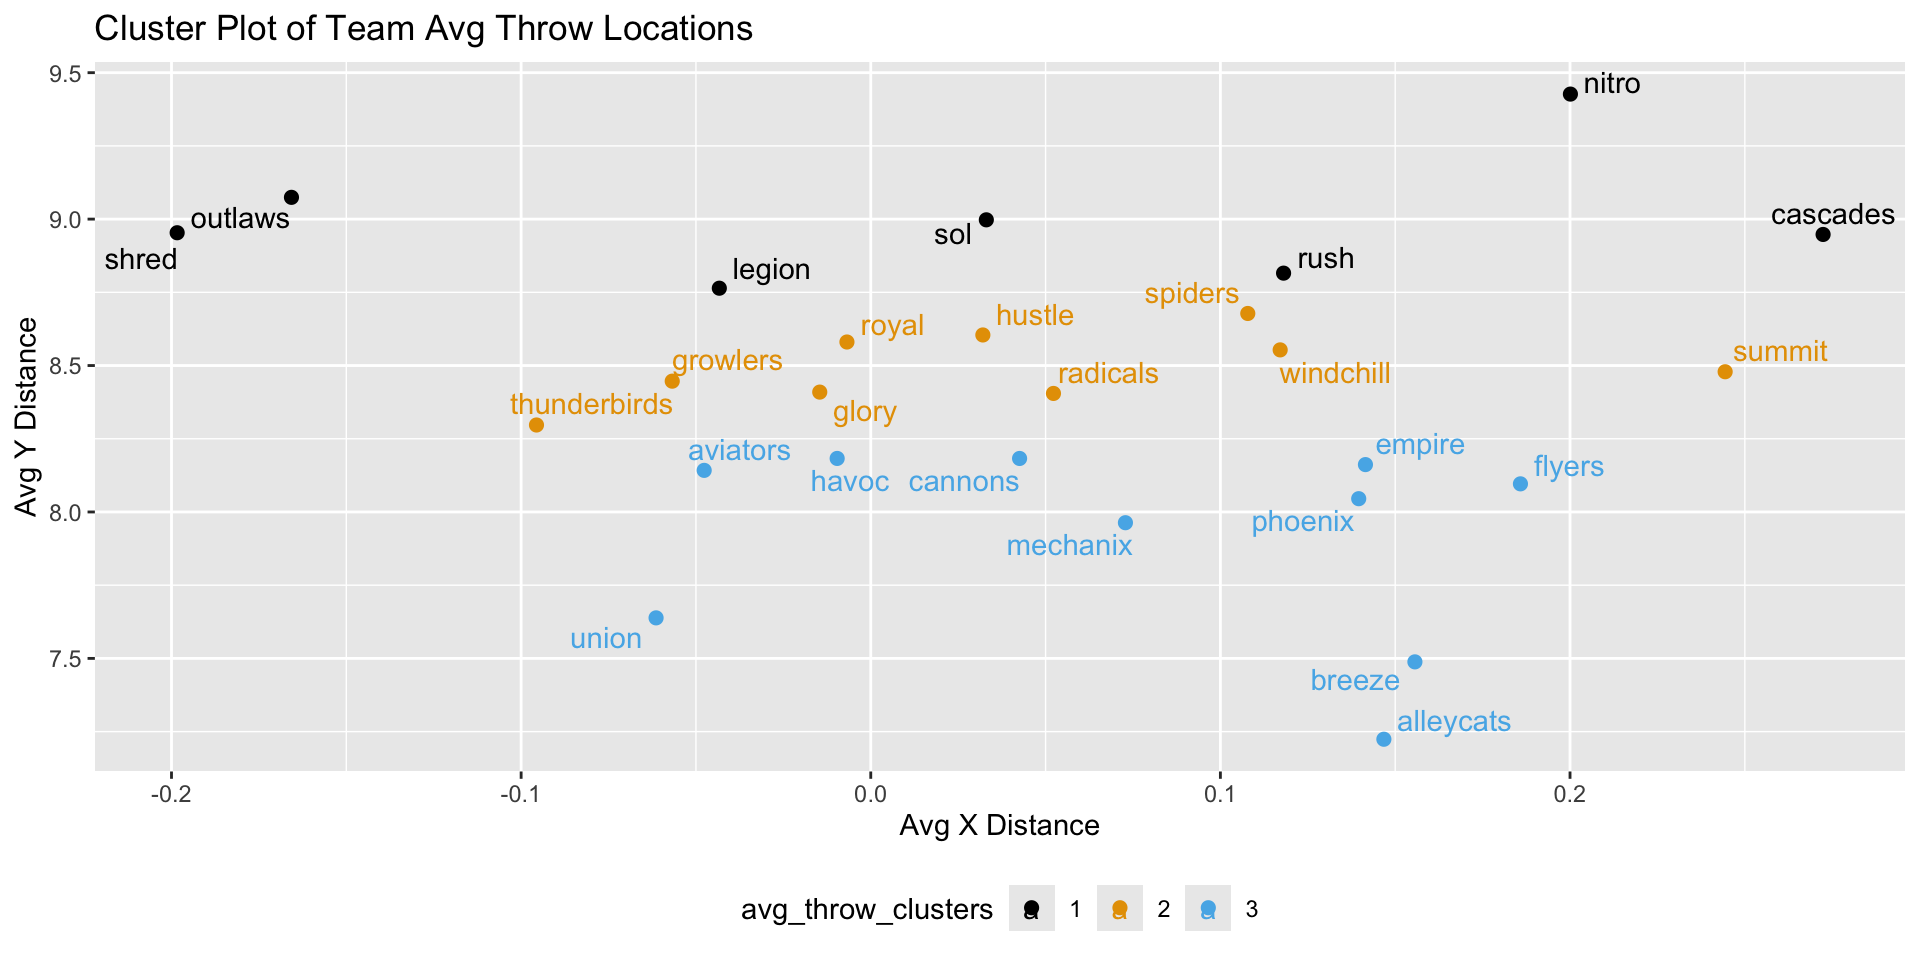 Cluster Plot of Team Avg Throw Locations
9.5
9.0
8.5
8.0
7.5
Avg Y Distance
nitro
outlaws
shred
cascades
sol
legion
rush
spiders
hustle
royal
growlers
radicals
windchill
summit
thunderbirds
glory
aviators
havoc
cannons
empire
flyers
phoenix
mechanix
union
breeze
alleycats
-0.2
-0.1
0.0
0.1
0.2
Avg X Distance
avg_throw_clusters
a 1
a 2
a 3